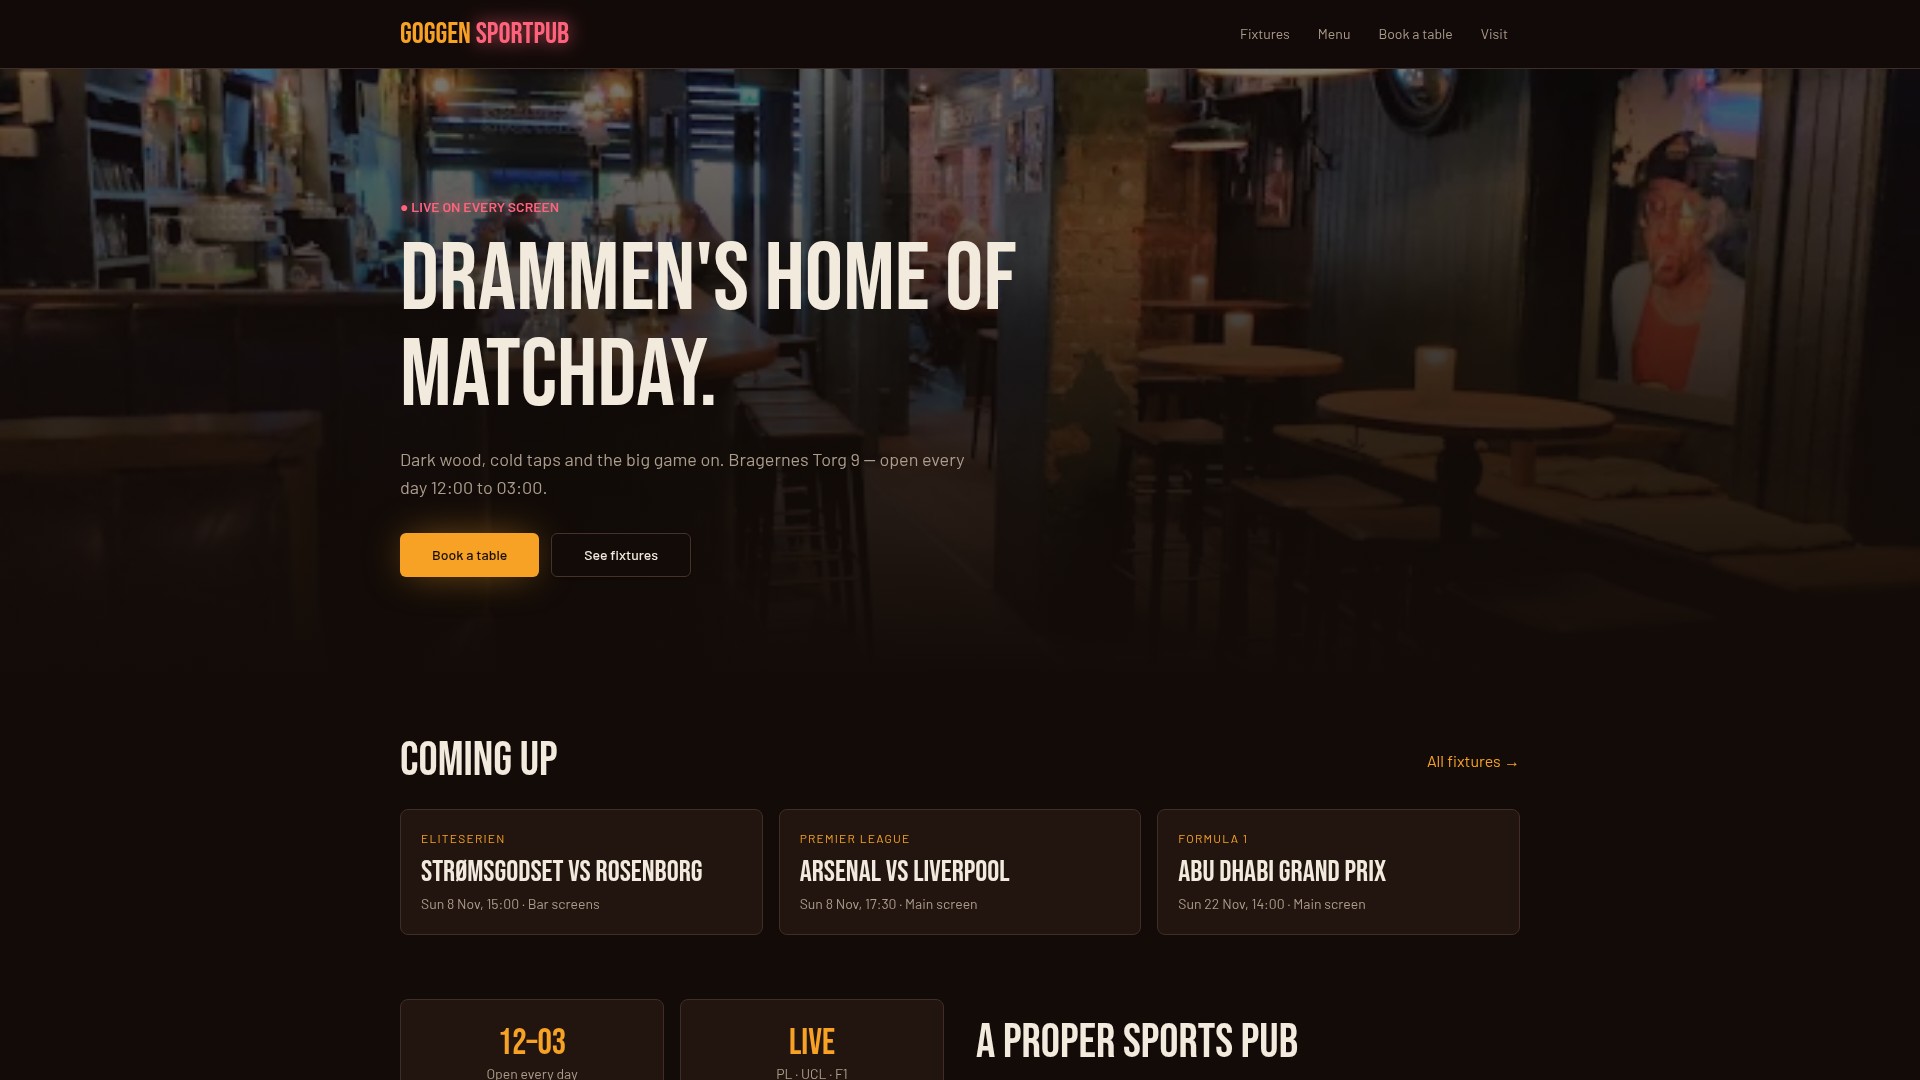 GOGGEN SPORTPUB
Fixtures Menu Book a table Visit
● LIVE ON EVERY SCREEN
DRAMMEN'S HOME OF
MATCHDAY.
Dark wood, cold taps and the big game on. Bragernes Torg 9 — open every
day 12:00 to 03:00.
Book a table See fixtures
COMING UP
All fixtures →
ELITESERIEN
STRØMSGODSET VS ROSENBORG
Sun 8 Nov, 15:00 · Bar screens
PREMIER LEAGUE
ARSENAL VS LIVERPOOL
Sun 8 Nov, 17:30 · Main screen
FORMULA 1
ABU DHABI GRAND PRIX
Sun 22 Nov, 14:00 · Main screen
12–03
Open every day
LIVE
PL · UCL · F1
A PROPER SPORTS PUB